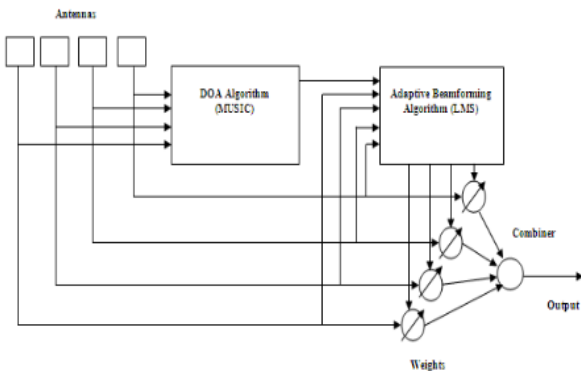 Antennas
DOA Algorithm
(MUSIC)
Adaptive Beamforming
Algorithm (LMS)
Combiner
Output
Weights